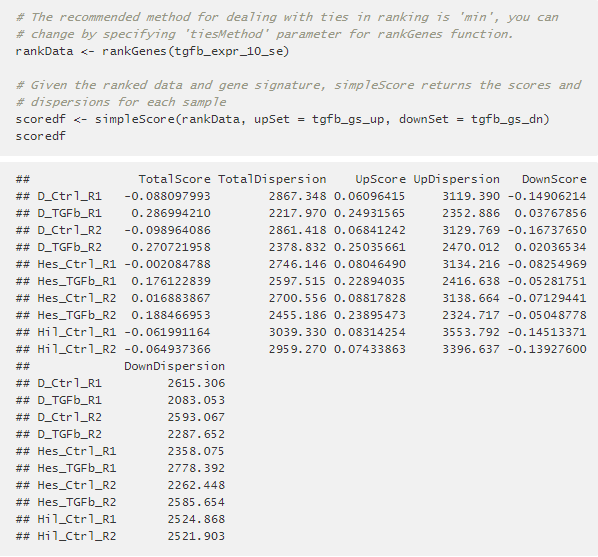 # The recommended method for dealing with ties in ranking is 'min', you can
# change by specifying 'tiesMethod' parameter for rankGenes function.
rankData <- rankGenes(tgfb_expr_10_se)
# Given the ranked data and gene signature, simpleScore returns the scores and
# dispersions for each sample
scoredf <- simpleScore(rankData, upSet = tgfb_gs_up, downSet = tgfb_gs_dn)
scoredf
## TotalScore TotalDispersion UpScore UpDispersion DownScore
## D_Ctrl_R1 -0.088097993 2867.348 0.06096415 3119.390 -0.14906214
## D_TGFb_R1 0.286994210 2217.970 0.24931565 2352.886 0.03767856
## D_Ctrl_R2 -0.098964086 2861.418 0.06841242 3129.769 -0.16737650
## D_TGFb_R2 0.270721958 2378.832 0.25035661 2470.012 0.02036534
## Hes_Ctrl_R1 -0.002084788 2746.146 0.08046490 3134.216 -0.08254969
## Hes_TGFb_R1 0.176122839 2597.515 0.22894035 2416.638 -0.05281751
## Hes_Ctrl_R2 0.016883867 2700.556 0.08817828 3138.664 -0.07129441
## Hes_TGFb_R2 0.188466953 2455.186 0.23895473 2324.717 -0.05048778
## Hil_Ctrl_R1 -0.061991164 3039.330 0.08314254 3553.792 -0.14513371
## Hil_Ctrl_R2 -0.064937366 2959.270 0.07433863 3396.637 -0.13927600
## DownDispersion
## D_Ctrl_R1 2615.306
## D_TGFb_R1 2083.053
## D_Ctrl_R2 2593.067
## D_TGFb_R2 2287.652
## Hes_Ctrl_R1 2358.075
## Hes_TGFb_R1 2778.392
## Hes_Ctrl_R2 2262.448
## Hes_TGFb_R2 2585.654
## Hil_Ctrl_R1 2524.868
## Hil_Ctrl_R2 2521.903